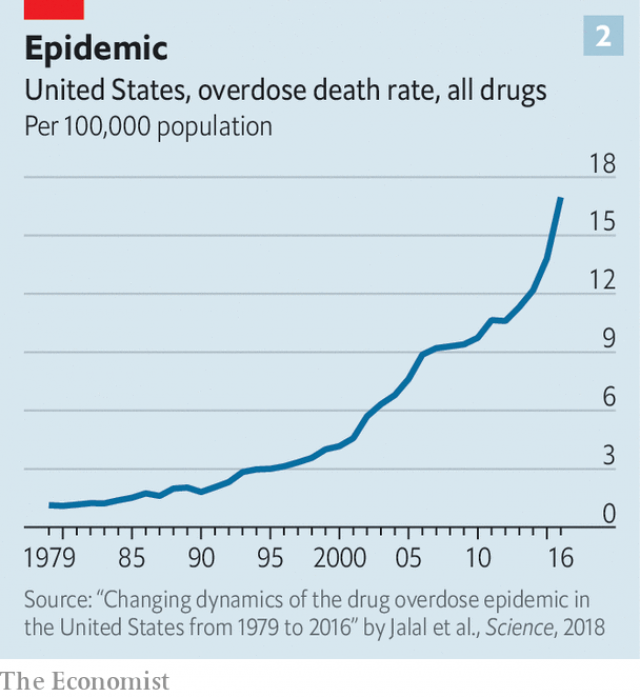 Epidemic
2
United States, overdose death rate, all drugs
Per 100,000 population
18
15
12
9
6
3
0
1979 85 90 95 2000 05 10 16
Source: “Changing dynamics of the drug overdose epidemic in
the United States from 1979 to 2016” by Jalal et al., Science, 2018
The Economist